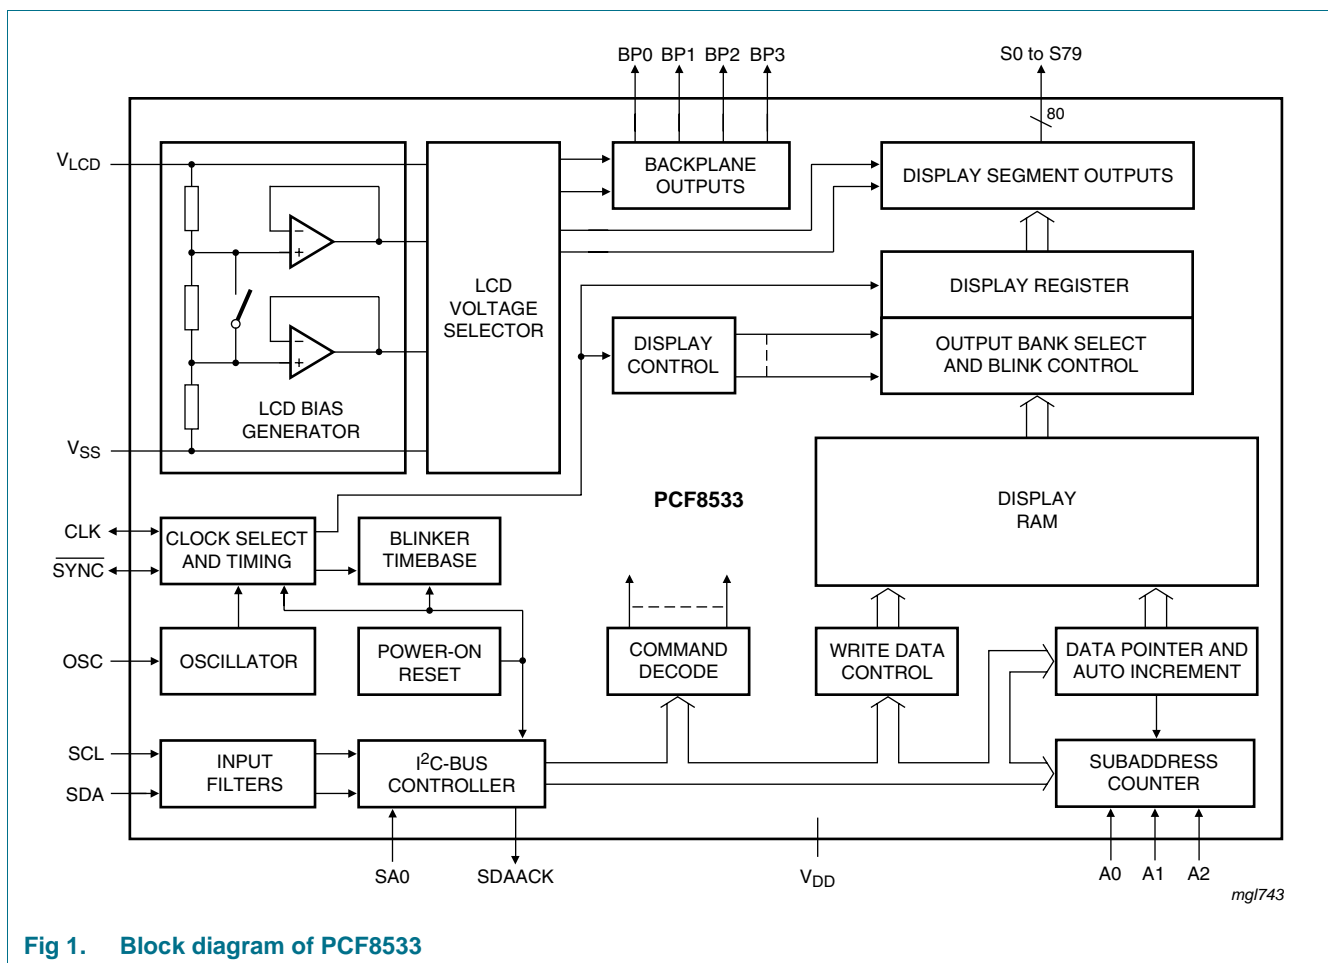 BP0 BP1 BP2 BP3
S0 to S79
80
VLCD
BACKPLANE
OUTPUTS
DISPLAY SEGMENT OUTPUTS
−
+
LCD
VOLTAGE
SELECTOR
DISPLAY REGISTER
−
+
DISPLAY
CONTROL
OUTPUT BANK SELECT
AND BLINK CONTROL
LCD BIAS
GENERATOR
VSS
PCF8533
DISPLAY
RAM
CLK
SYNC
CLOCK SELECT
AND TIMING
BLINKER
TIMEBASE
OSC
OSCILLATOR
POWER-ON
RESET
COMMAND
DECODE
WRITE DATA
CONTROL
DATA POINTER AND
AUTO INCREMENT
SCL
SDA
INPUT
FILTERS
I2C-BUS
CONTROLLER
SUBADDRESS
COUNTER
SA0
SDAACK
VDD
A0 A1 A2
mgl743
Fig 1. Block diagram of PCF8533